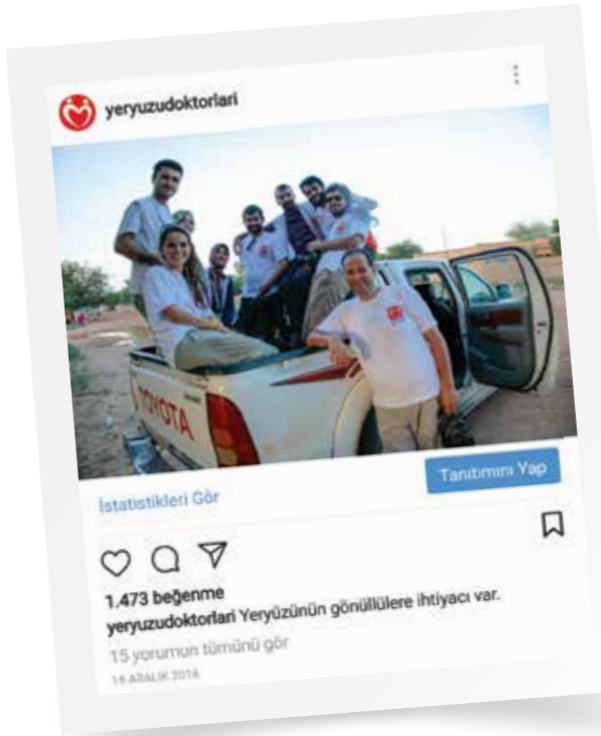 yeryuzudoktorlari
TOYOTA
İstatistikleri Gör
Tanıtımını Yap
1.473 beğenme
yeryuzudoktorlari Yeryüzünün gönüllülere ihtiyacı var.
15 yorumun tümünü gör
19 ARALIK 2016